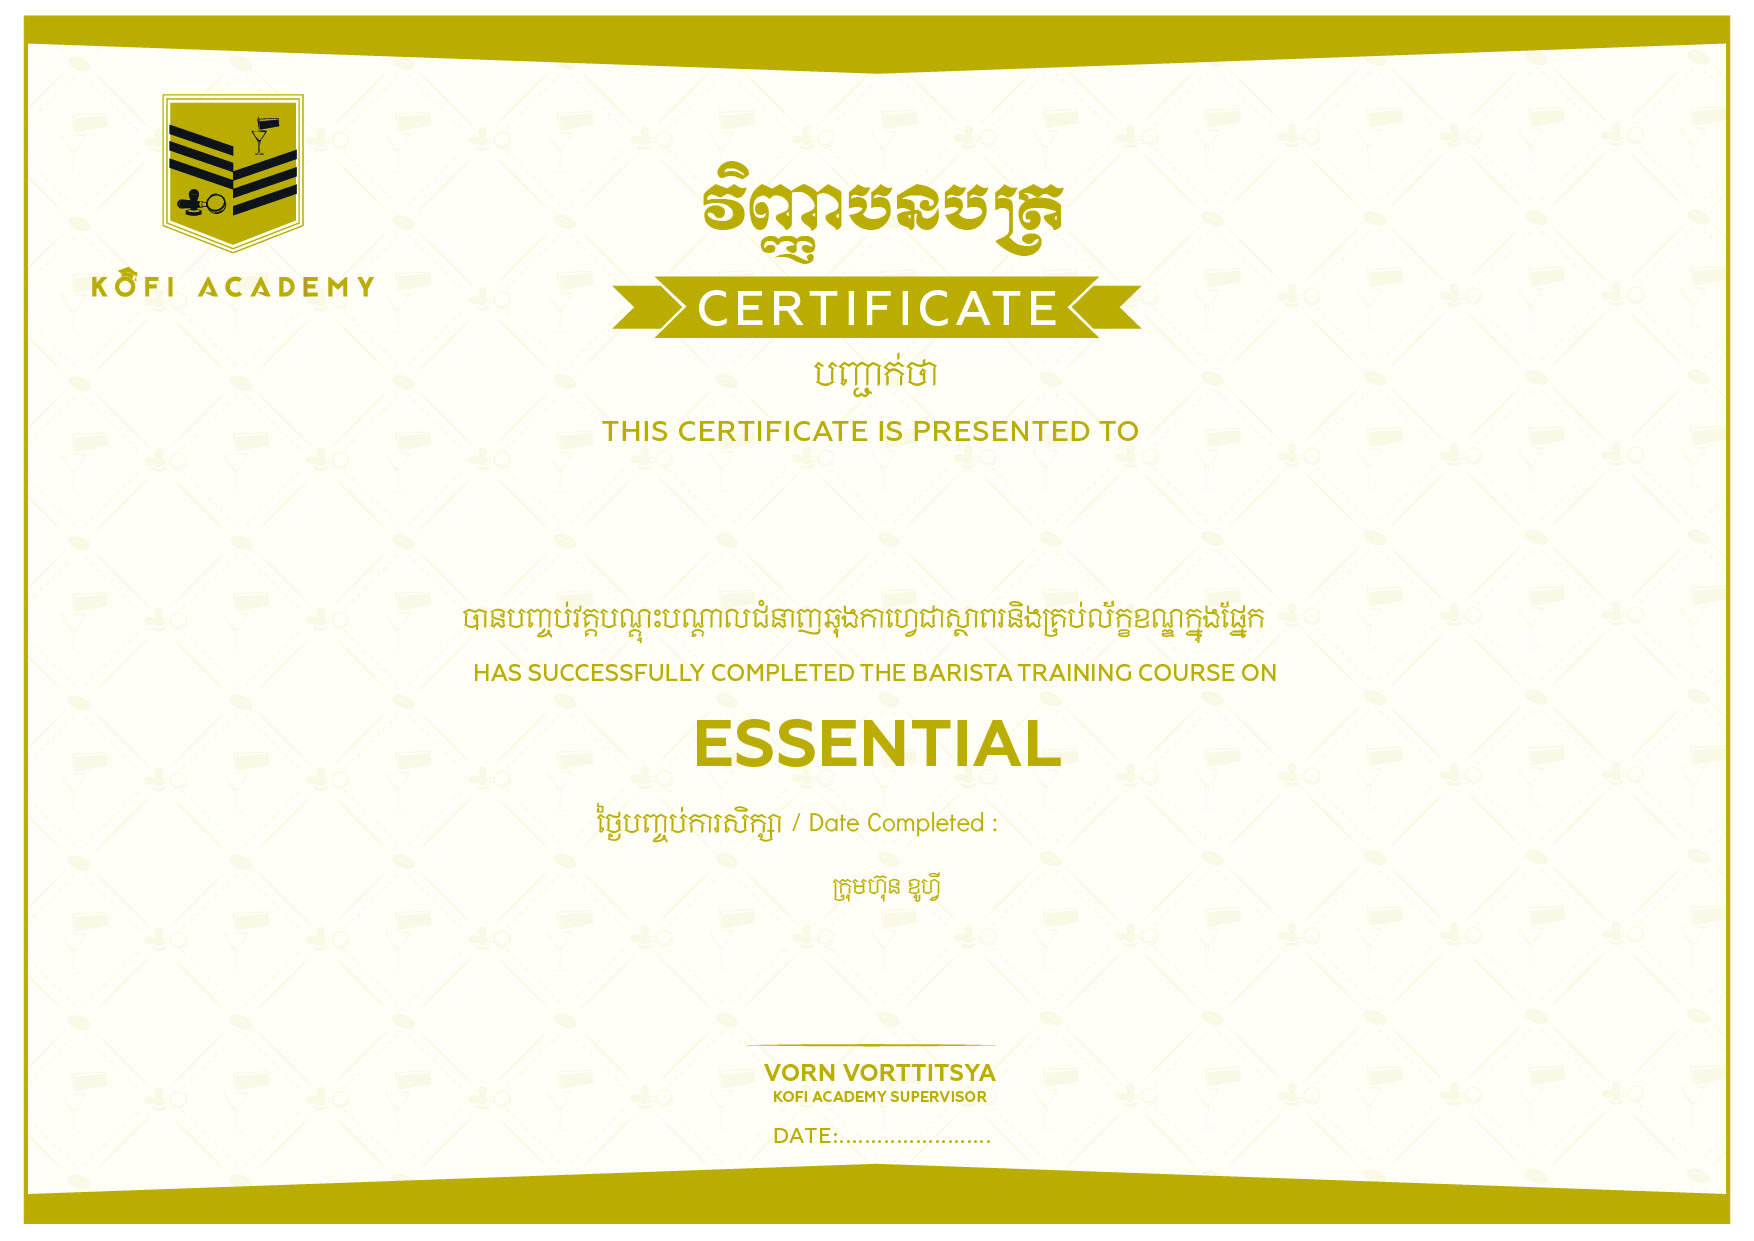 KOFI ACADEMY
វិញ្ញាបនបត្រ
CERTIFICATE
បញ្ជាក់ថា
THIS CERTIFICATE IS PRESENTED TO
បានបញ្ចប់វគ្គបណ្តុះបណ្តាលជំនាញឆុងកាហ្វេជាស្ថាពរនិងគ្រប់ល័ក្ខខណ្ឌក្នុងផ្នែក
HAS SUCCESSFULLY COMPLETED THE BARISTA TRAINING COURSE ON
ESSENTIAL
ថ្ងៃបញ្ចប់ការសិក្សា / Date Completed :
ក្រុមហ៊ុន ខូហ្វី
VORN VORTTITSYA
KOFI ACADEMY SUPERVISOR
DATE:........................